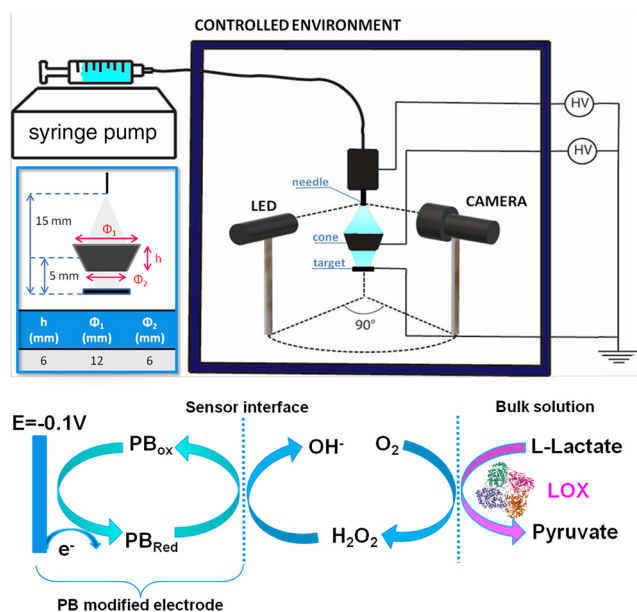 CONTROLLED ENVIRONMENT
syringe pump
HV
HV
needle
LED
CAMERA
cone
target
90°
15 mm
Φ1
h
5 mm
Φ2
h Φ1 Φ2
(mm) (mm) (mm)
6 12 6
Sensor interface
Bulk solution
E=-0.1V
PBox
OH-
O2
L-Lactate
LOX
e-
PBRed
H2O2
Pyruvate
PB modified electrode